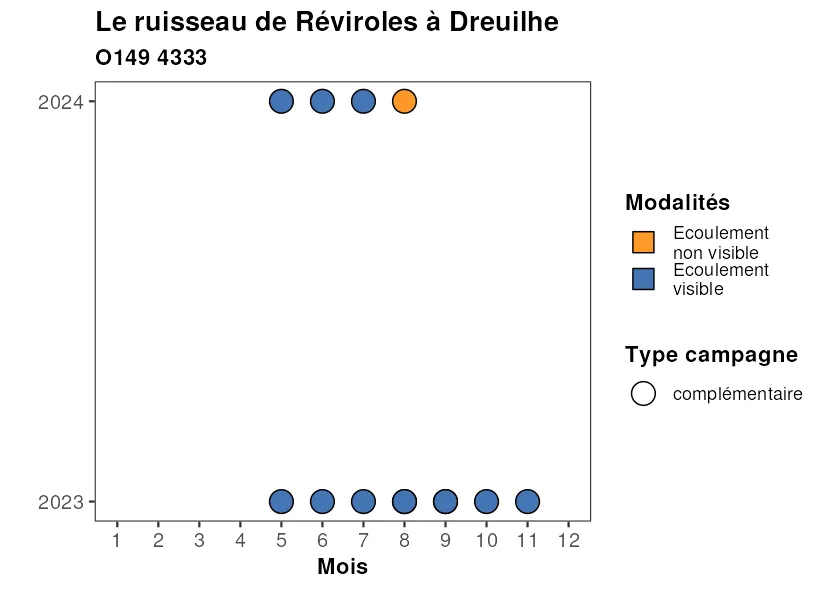 Le ruisseau de Réviroles à Dreuilhe
O149 4333
2024
2023
1 2 3 4 5 6 7 8 9 10 11 12
Mois
Modalités
Ecoulement
non visible
Ecoulement
visible
Type campagne
complémentaire